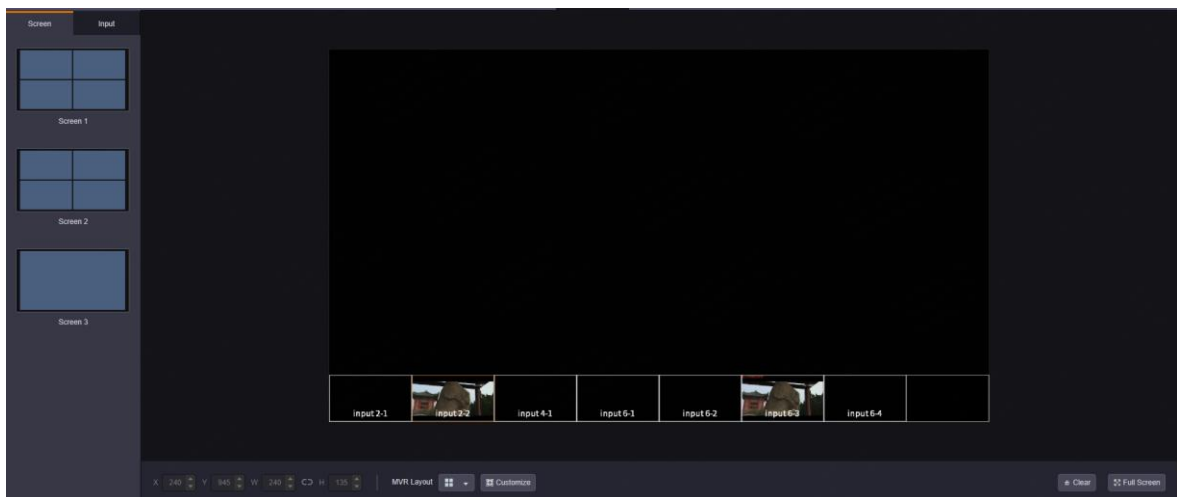 Screen Input
Screen 1
Screen 2
Screen 3
input 2-1 input 2-2 input 4-1 input 6-1 input 6-2 input 6-3 input 6-4
X 240 Y 945 W 240 H 135 MVR Layout Customize Clear Full Screen